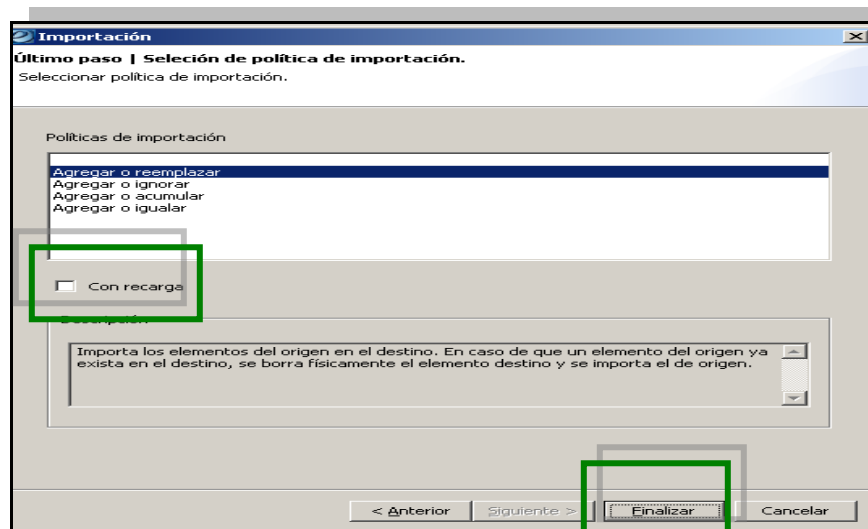 Importación
Último paso | Seleción de política de importación.
Seleccionar política de importación.
Políticas de importación
Agregar o reemplazar
Agregar o ignorar
Agregar o acumular
Agregar o igualar
Con recarga
Descripción
Importa los elementos del origen en el destino. En caso de que un elemento del origen ya
exista en el destino, se borra físicamente el elemento destino y se importa el de origen.
< Anterior Siguiente > Finalizar Cancelar